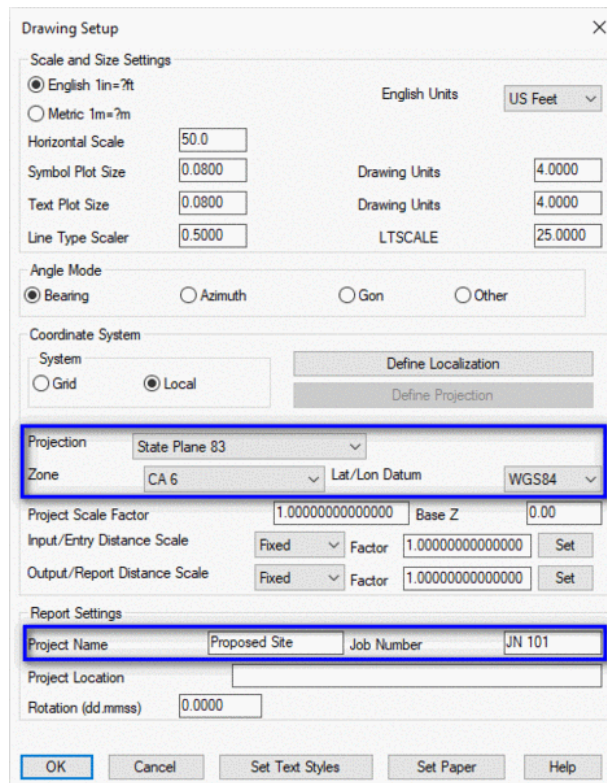 Drawing Setup
Scale and Size Settings
English 1in=?ft English Units US Feet
Metric 1m=?m
Horizontal Scale 50.0
Symbol Plot Size 0.0800 Drawing Units 4.0000
Text Plot Size 0.0800 Drawing Units 4.0000
Line Type Scaler 0.5000 LTSCALE 25.0000
Angle Mode
Bearing Azimuth Gon Other
Coordinate System
System
Grid Local
Define Localization
Define Projection
Projection State Plane 83
Zone CA 6 Lat/Lon Datum WGS84
Project Scale Factor 1.00000000000000 Base Z 0.00
Input/Entry Distance Scale Fixed Factor 1.00000000000000 Set
Output/Report Distance Scale Fixed Factor 1.00000000000000 Set
Report Settings
Project Name Proposed Site Job Number JN 101
Project Location
Rotation (dd.mmss) 0.0000
OK Cancel Set Text Styles Set Paper Help